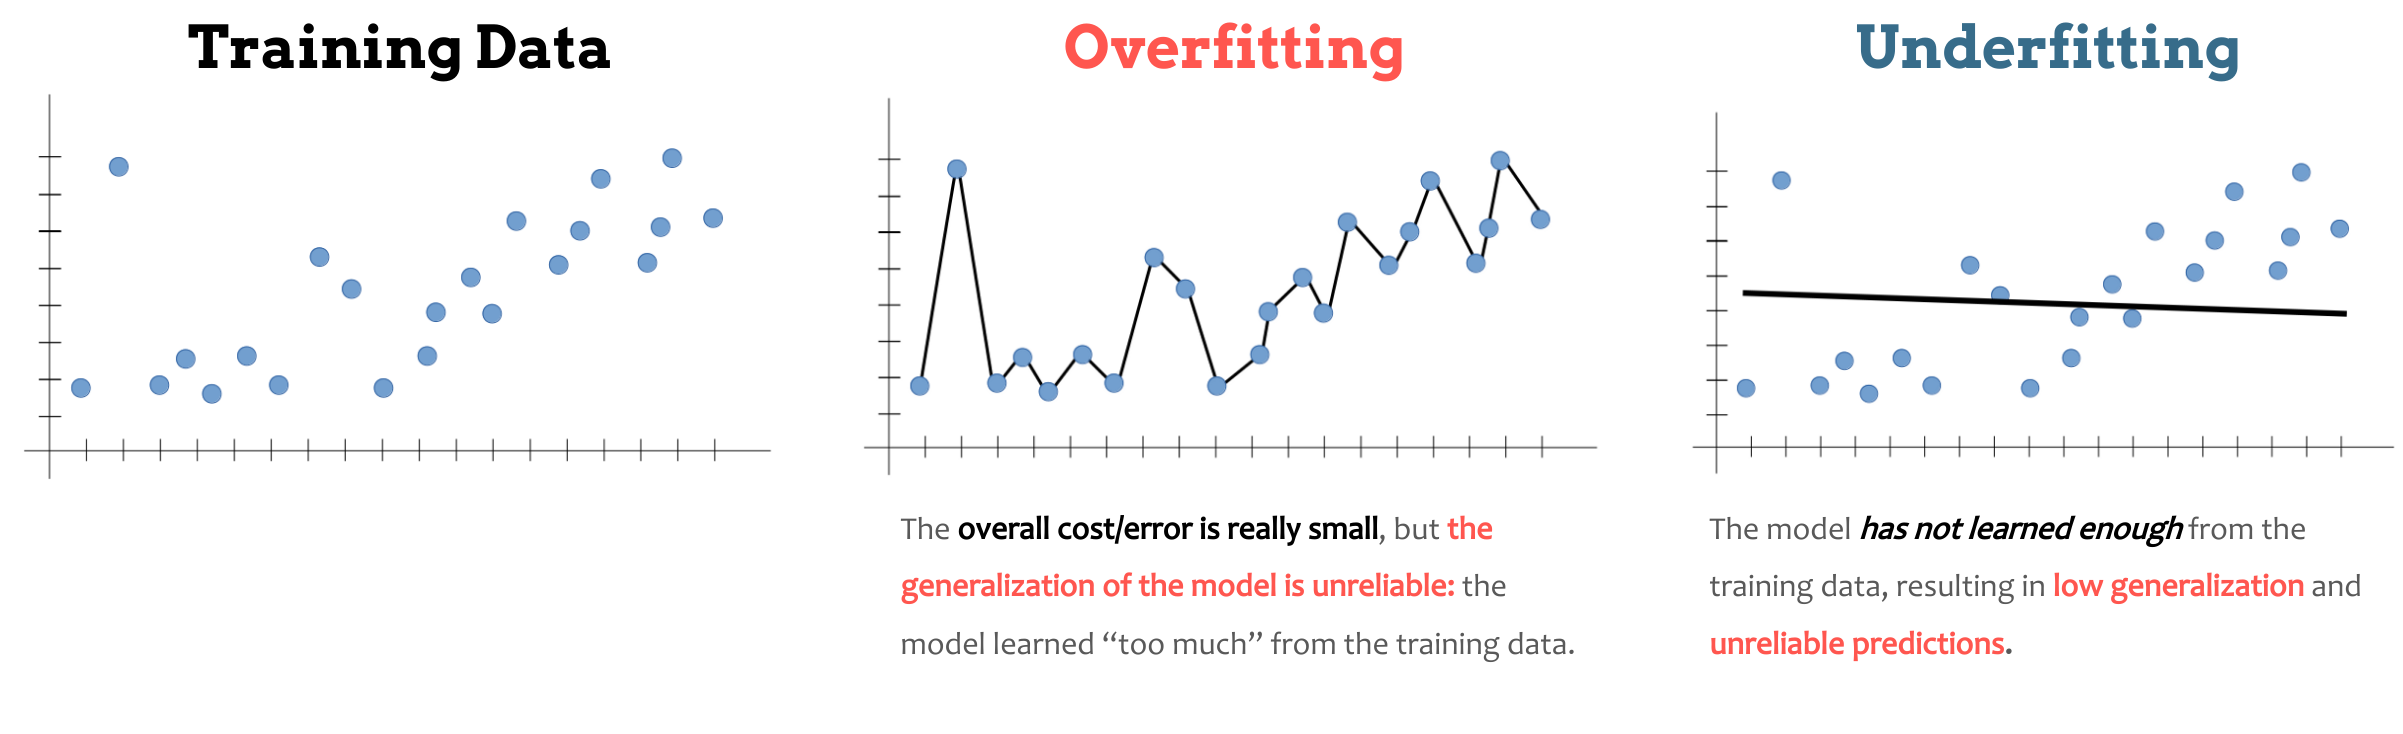 Training Data
Overfitting
Underfitting
The overall cost/error is really small, but the
generalization of the model is unreliable: the
model learned “too much” from the training data.
The model has not learned enough from the
training data, resulting in low generalization and
unreliable predictions.